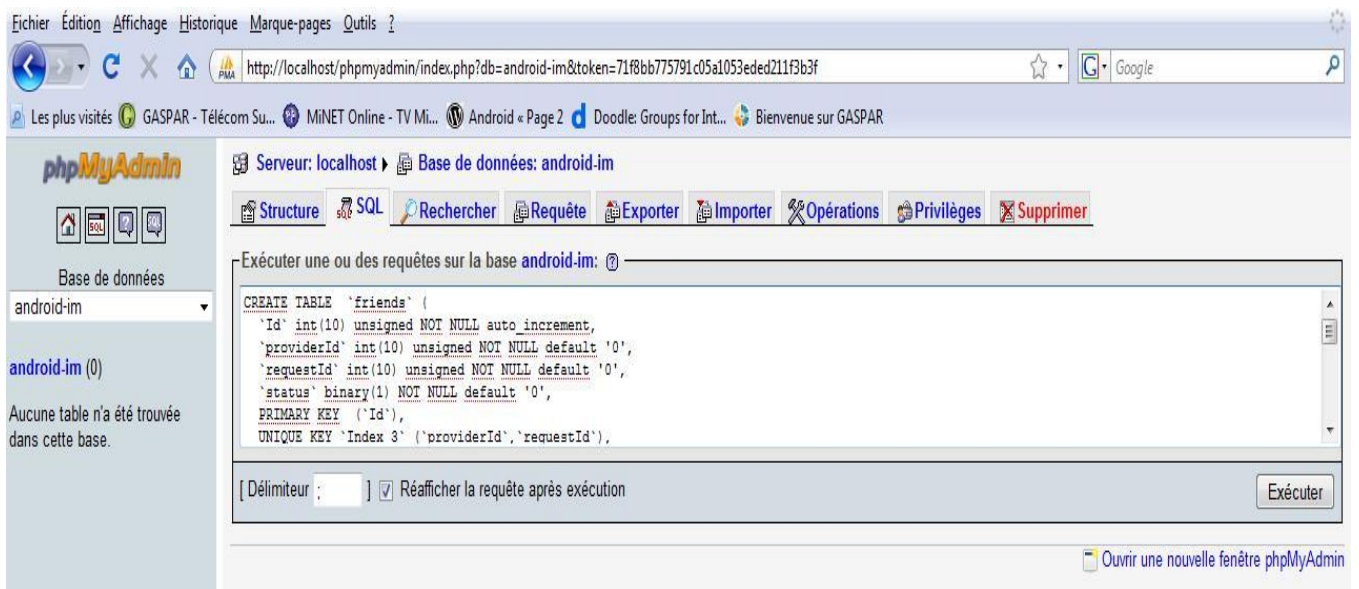 Fichier Édition Affichage Historique Marque-pages Outils ?
http://localhost/phpmyadmin/index.php?db=android-im&token=71f8bb775791c05a1053eded211f3b3f
G Google
Les plus visités GASPAR - Télécom Su... MiNET Online - TV Mi... Android « Page 2 Doodle: Groups for Int... Bienvenue sur GASPAR
phpMyAdmin
Base de données
android-im
android-im (0)
Aucune table n'a été trouvée
dans cette base.
Serveur: localhost Base de données: android-im
Structure SQL Rechercher Requête Exporter Importer Opérations Privilèges Supprimer
Exécuter une ou des requêtes sur la base android-im:
CREATE TABLE `friends` (
`Id` int(10) unsigned NOT NULL auto_increment,
`providerId` int(10) unsigned NOT NULL default '0',
`requestId` int(10) unsigned NOT NULL default '0',
`status` binary(1) NOT NULL default '0',
PRIMARY KEY (`Id`),
UNIQUE KEY `Index 3` (`providerId`,`requestId`),
[ Délimiteur ; ] Réafficher la requête après exécution
Exécuter
Ouvrir une nouvelle fenêtre phpMyAdmin